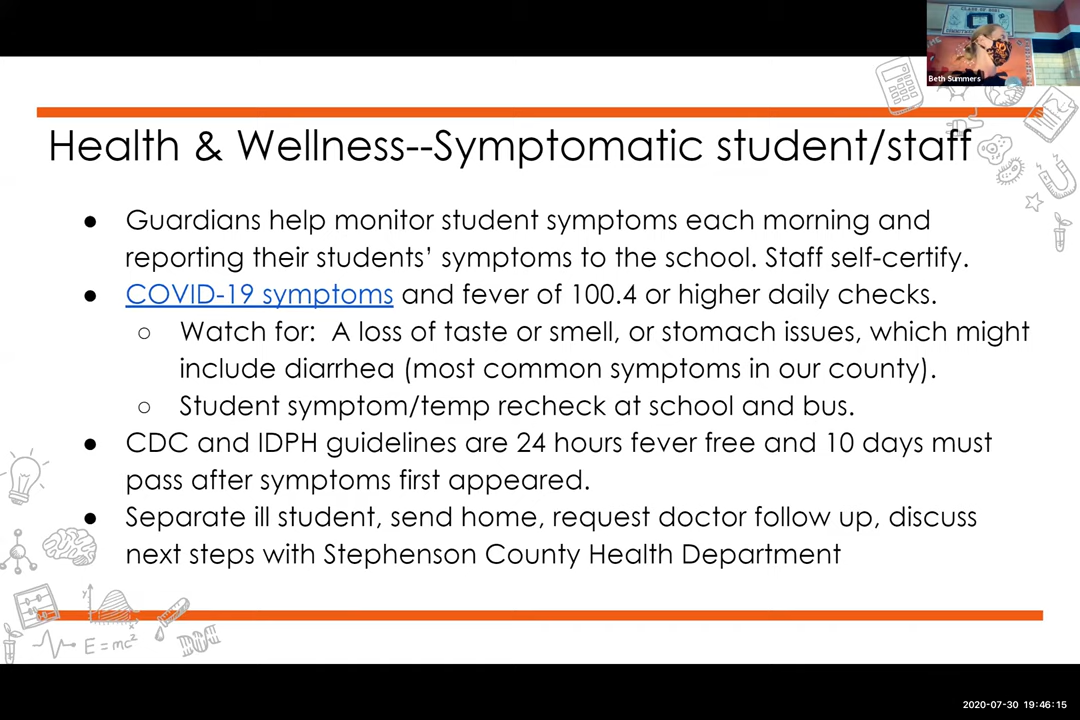 CLASS OF 2021
Beth Summers
Health & Wellness--Symptomatic student/staff
● Guardians help monitor student symptoms each morning and
reporting their students’ symptoms to the school. Staff self-certify.
● COVID-19 symptoms and fever of 100.4 or higher daily checks.
○ Watch for: A loss of taste or smell, or stomach issues, which might
include diarrhea (most common symptoms in our county).
○ Student symptom/temp recheck at school and bus.
● CDC and IDPH guidelines are 24 hours fever free and 10 days must
pass after symptoms first appeared.
● Separate ill student, send home, request doctor follow up, discuss
next steps with Stephenson County Health Department
y
x
E=mc²
2020-07-30 19:46:15